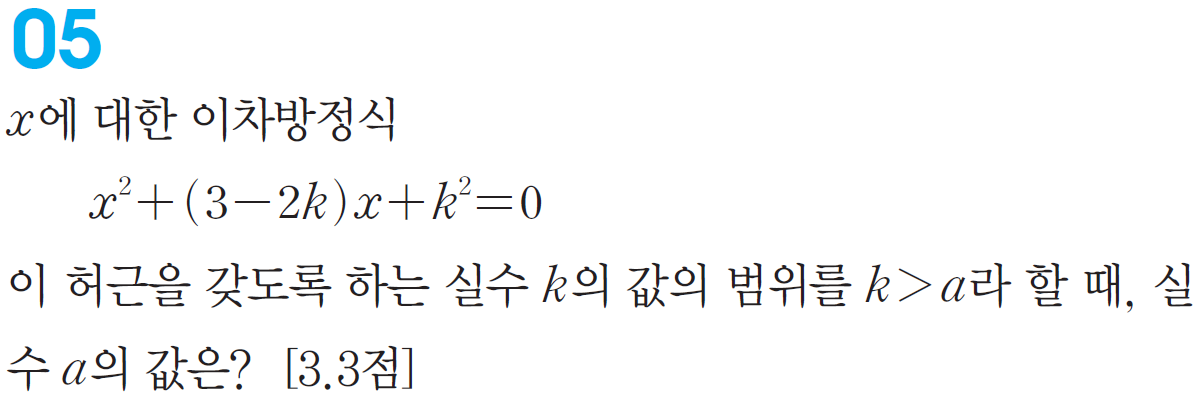 05
x에 대한 이차방정식
x²+(3-2k)x+k²=0
이 허근을 갖도록 하는 실수 k의 값의 범위를 k>a라 할 때, 실
수 a의 값은? [3.3점]